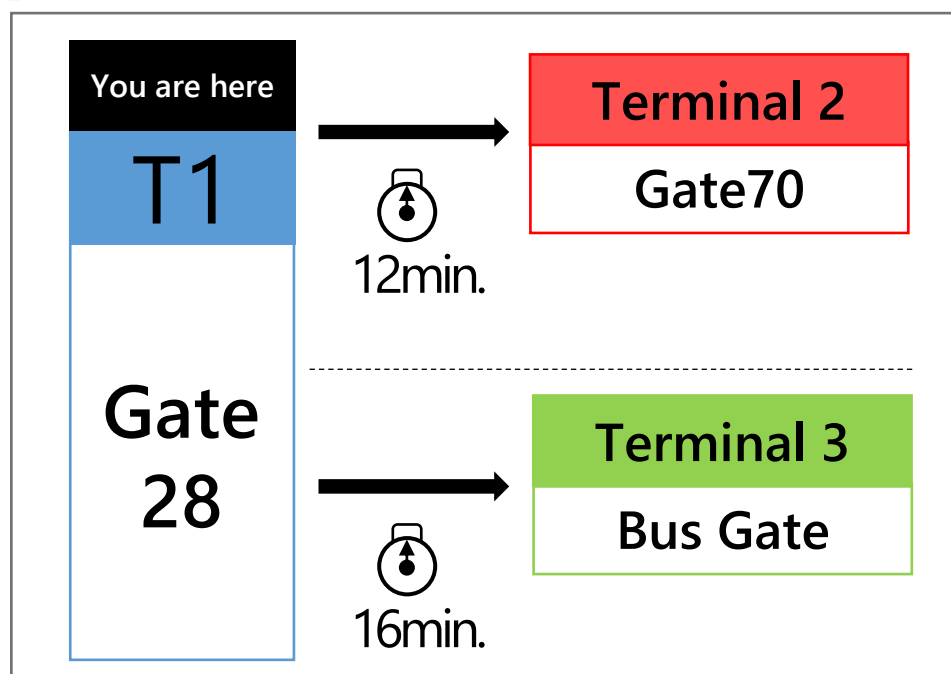 You are here
T1
Gate
28
12min.
Terminal 2
Gate70
16min.
Terminal 3
Bus Gate